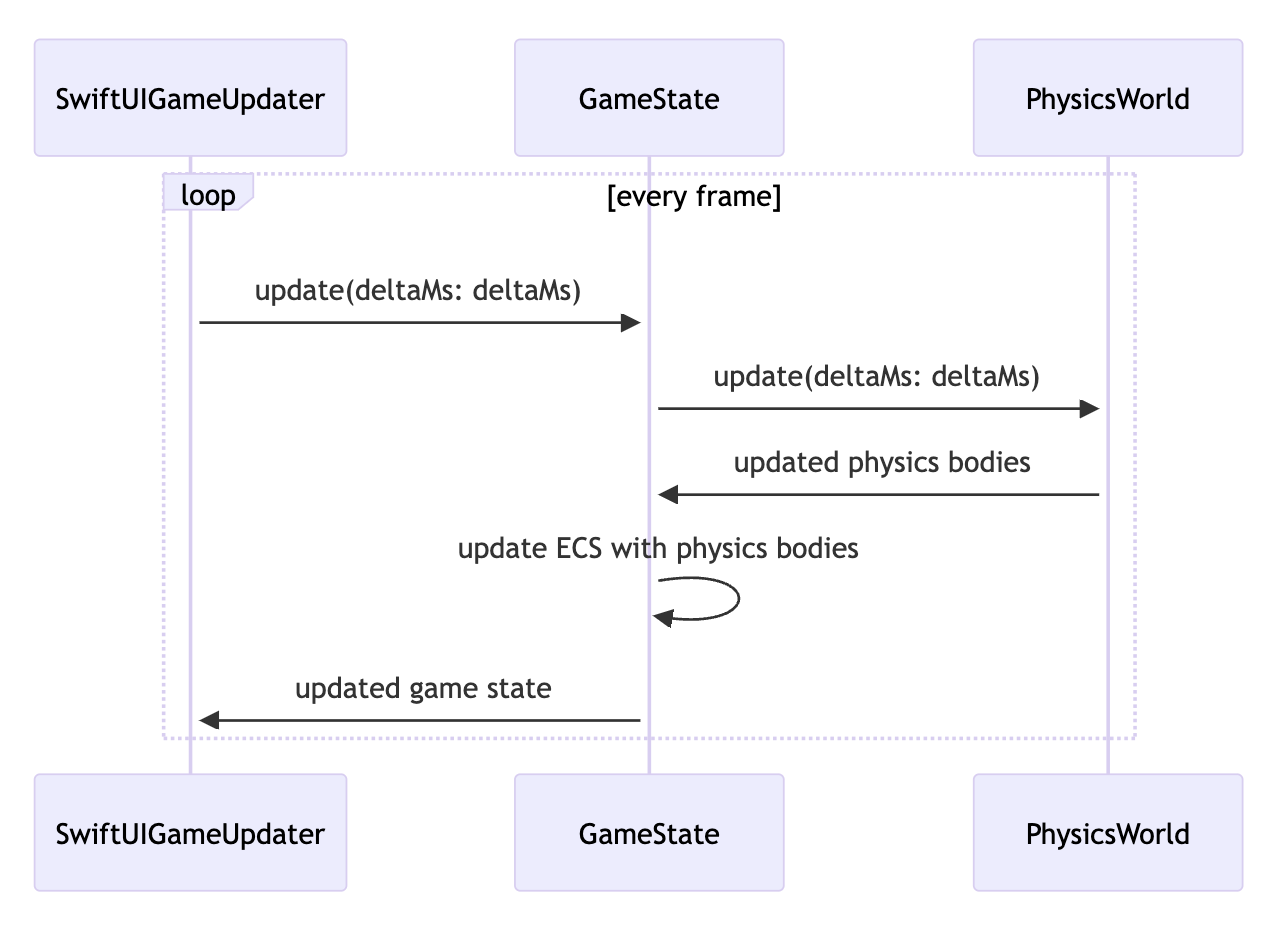 SwiftUIGameUpdater
GameState
PhysicsWorld
loop
[every frame]
update(deltaMs: deltaMs)
update(deltaMs: deltaMs)
updated physics bodies
update ECS with physics bodies
updated game state
SwiftUIGameUpdater
GameState
PhysicsWorld